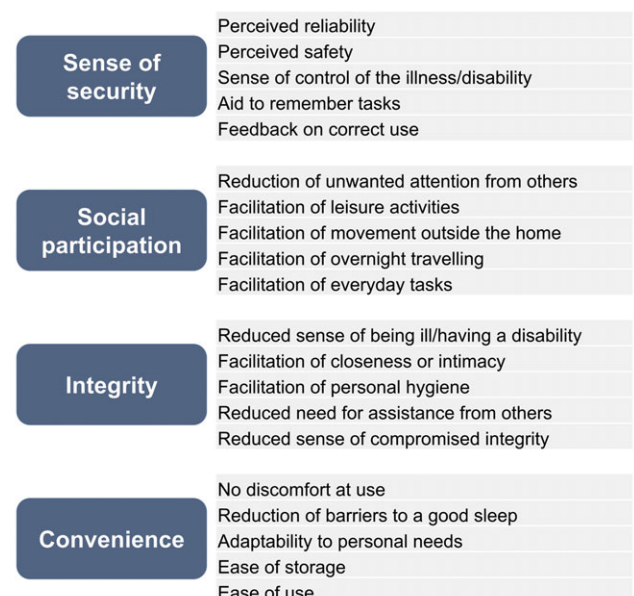 Sense of
security
Perceived reliability
Perceived safety
Sense of control of the illness/disability
Aid to remember tasks
Feedback on correct use
Social
participation
Reduction of unwanted attention from others
Facilitation of leisure activities
Facilitation of movement outside the home
Facilitation of overnight travelling
Facilitation of everyday tasks
Integrity
Reduced sense of being ill/having a disability
Facilitation of closeness or intimacy
Facilitation of personal hygiene
Reduced need for assistance from others
Reduced sense of compromised integrity
Convenience
No discomfort at use
Reduction of barriers to a good sleep
Adaptability to personal needs
Ease of storage
Ease of use